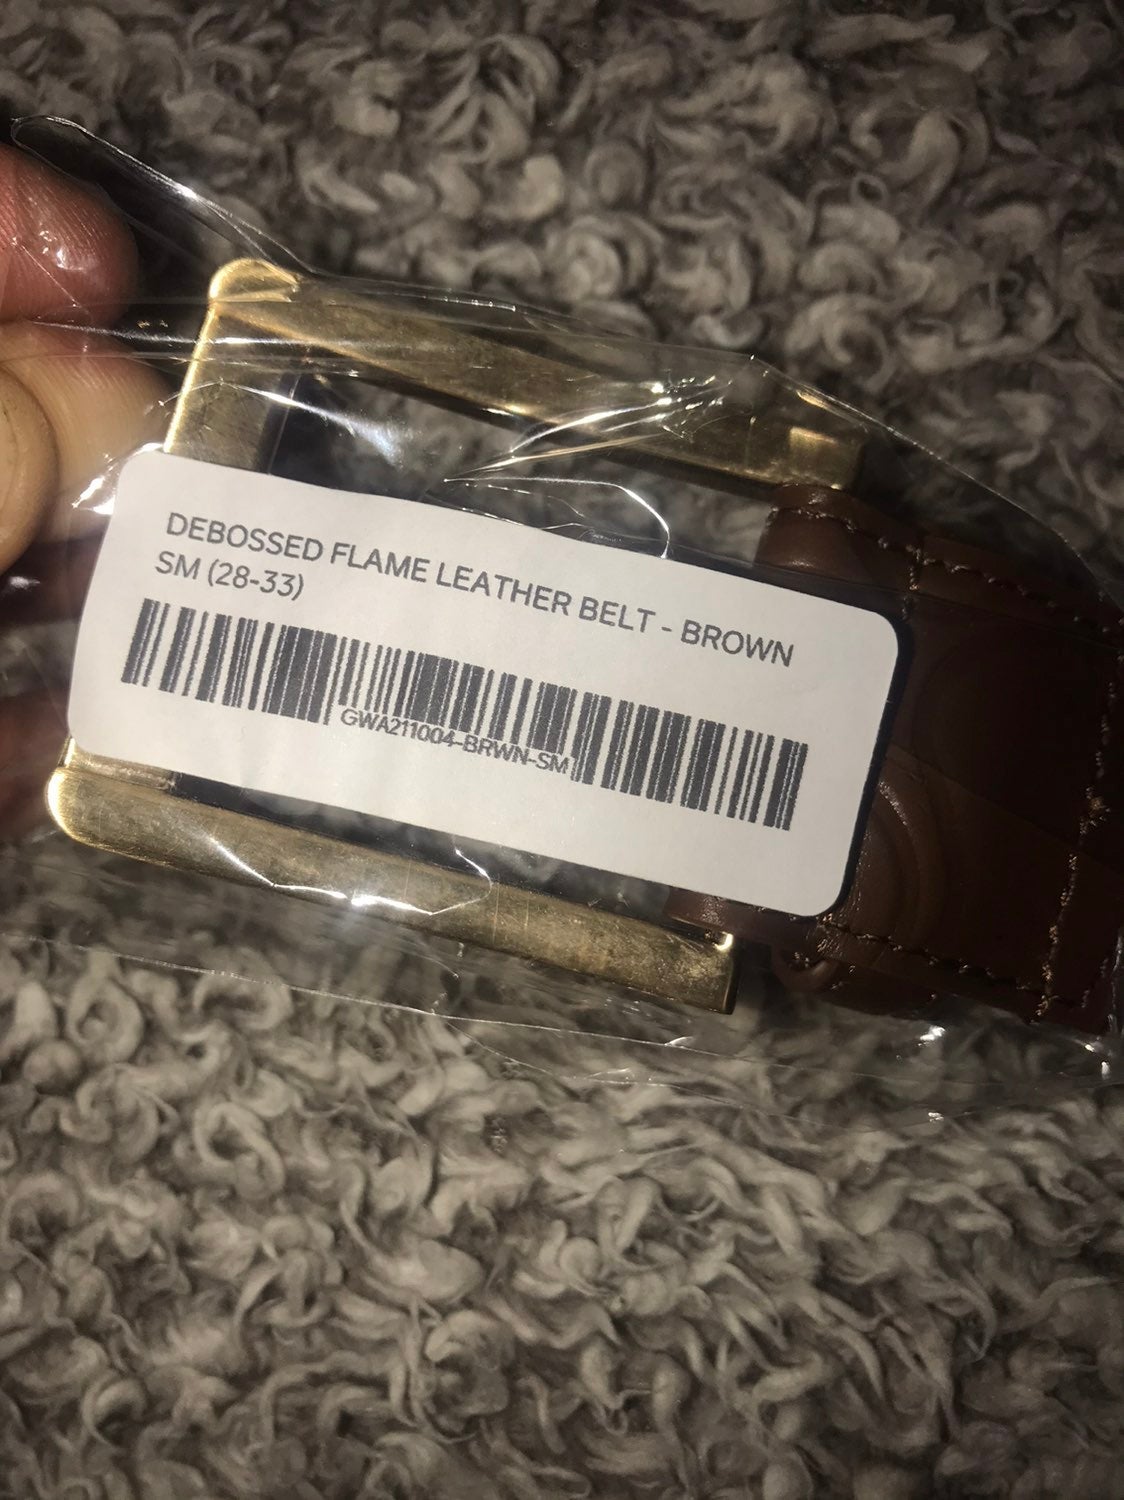 DEBOSSED FLAME LEATHER BELT - BROWN
SM (28-33)
GWA211004-BRWN-SM